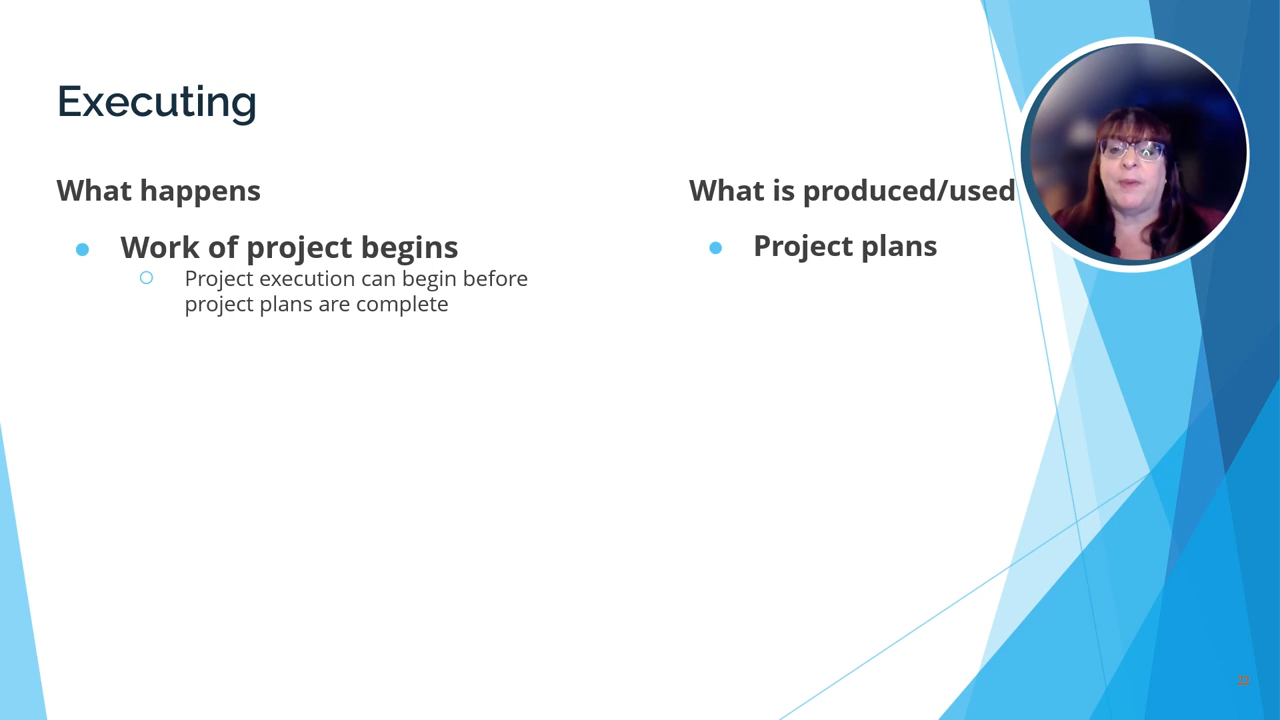 Executing
What happens
Work of project begins
Project execution can begin before
project plans are complete
What is produced/used
Project plans